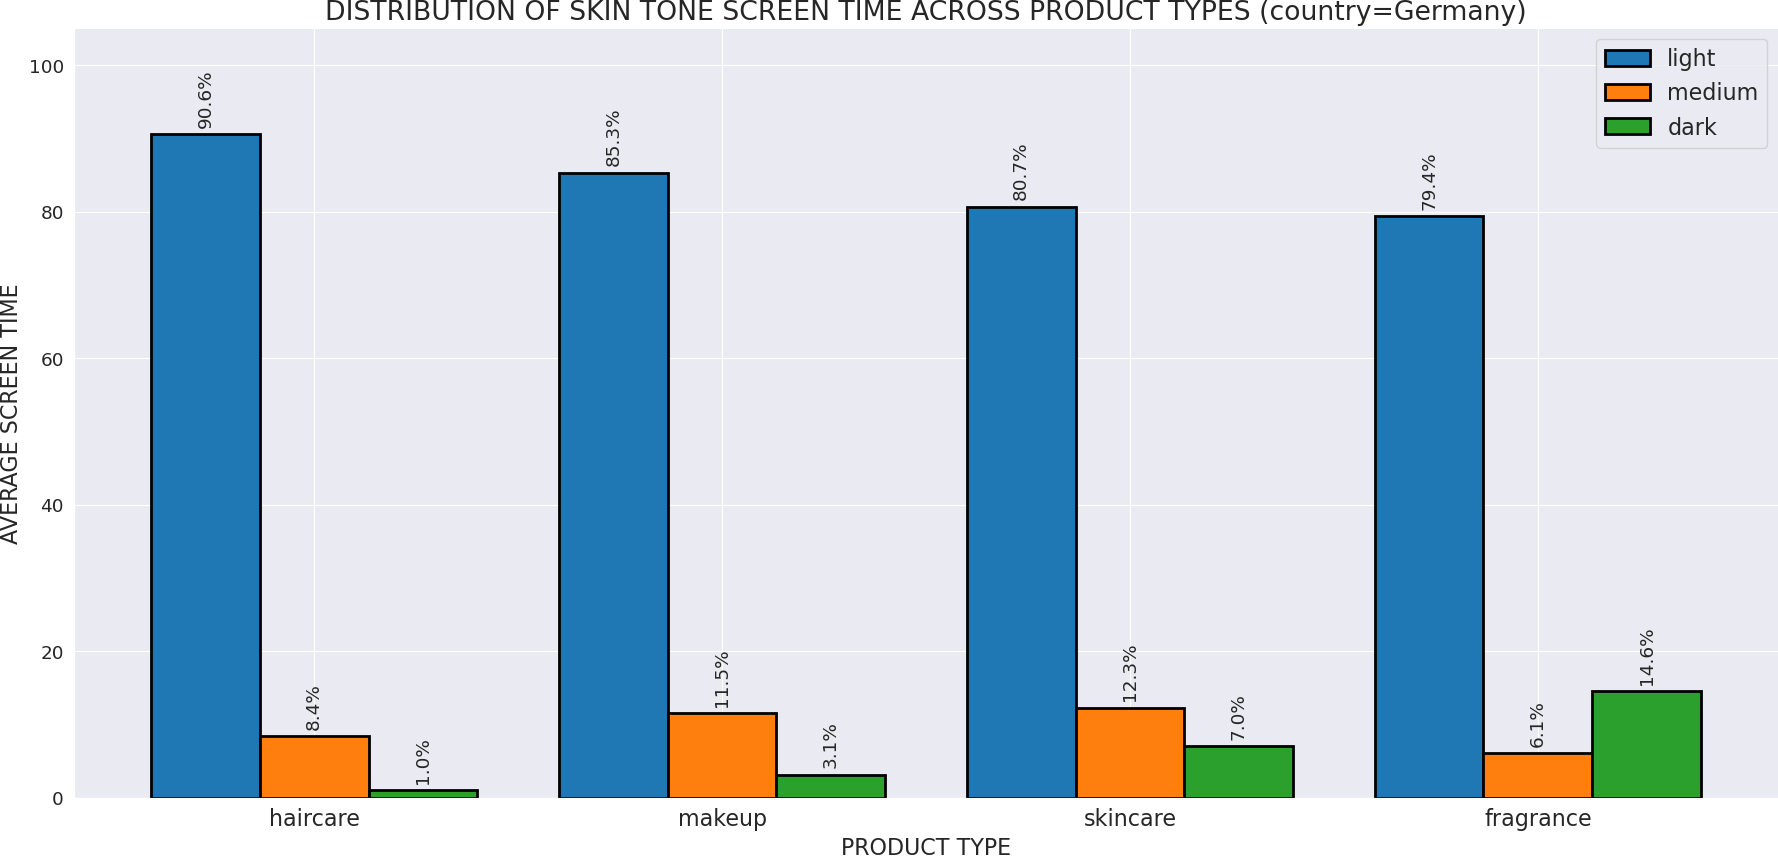 DISTRIBUTION OF SKIN TONE SCREEN TIME ACROSS PRODUCT TYPES (country=Germany)
light
medium
dark
AVERAGE SCREEN TIME
100
80
60
40
20
0
90.6%
8.4%
1.0%
85.3%
11.5%
3.1%
80.7%
12.3%
7.0%
79.4%
6.1%
14.6%
haircare
makeup
skincare
fragrance
PRODUCT TYPE